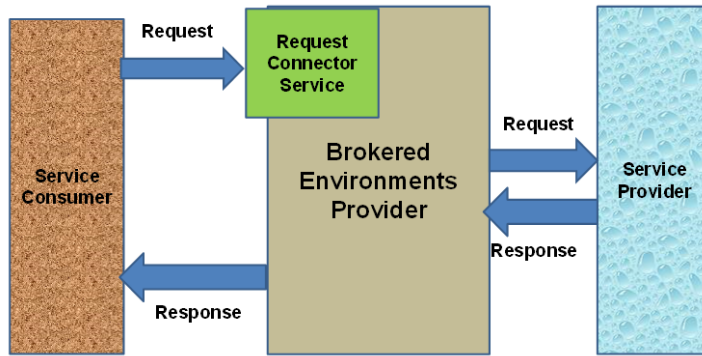 Request
Request
Connector
Service
Request
Brokered
Environments
Provider
Service
Consumer
Service
Provider
Response
Response